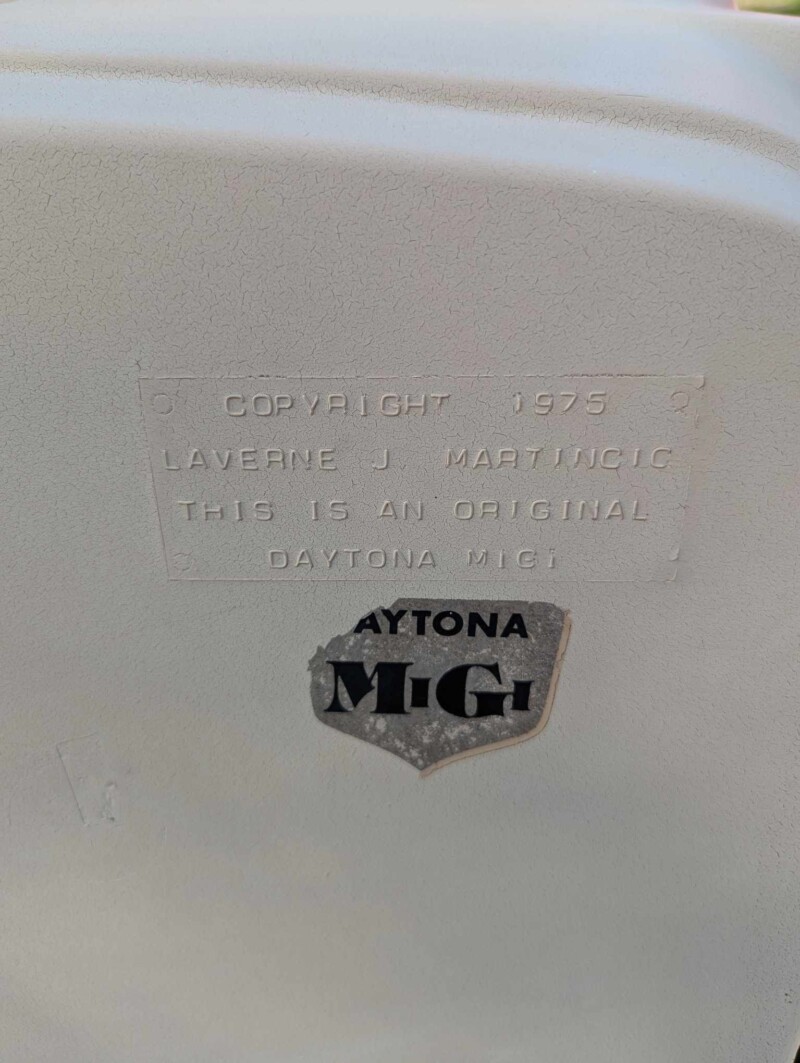 COPYRIGHT 1975
LAVERNE J MARTINCIC
THIS IS AN ORIGINAL
DAYTONA MIGi
AYTONA
MiGi